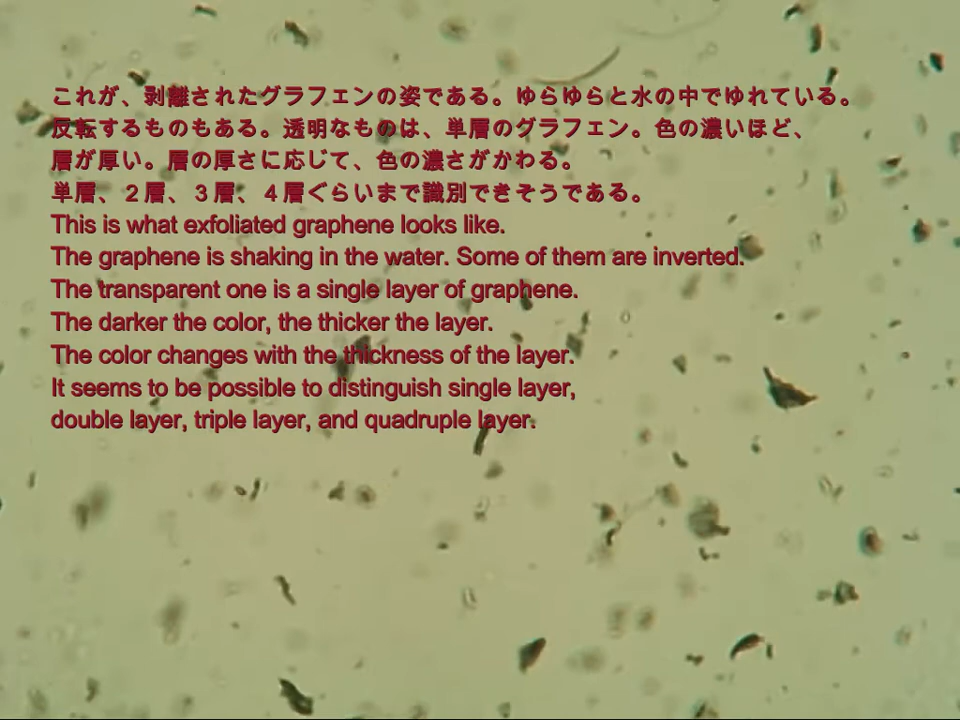 これが、剥離されたグラフェンの姿である。ゆらゆらと水の中でゆれている。
反転するものもある。透明なものは、単層のグラフェン。色の濃いほど、
層が厚い。層の厚さに応じて、色の濃さがかわる。
単層、２層、３層、４層ぐらいまで識別できそうである。
This is what exfoliated graphene looks like.
The graphene is shaking in the water. Some of them are inverted.
The transparent one is a single layer of graphene.
The darker the color, the thicker the layer.
The color changes with the thickness of the layer.
It seems to be possible to distinguish single layer,
double layer, triple layer, and quadruple layer.